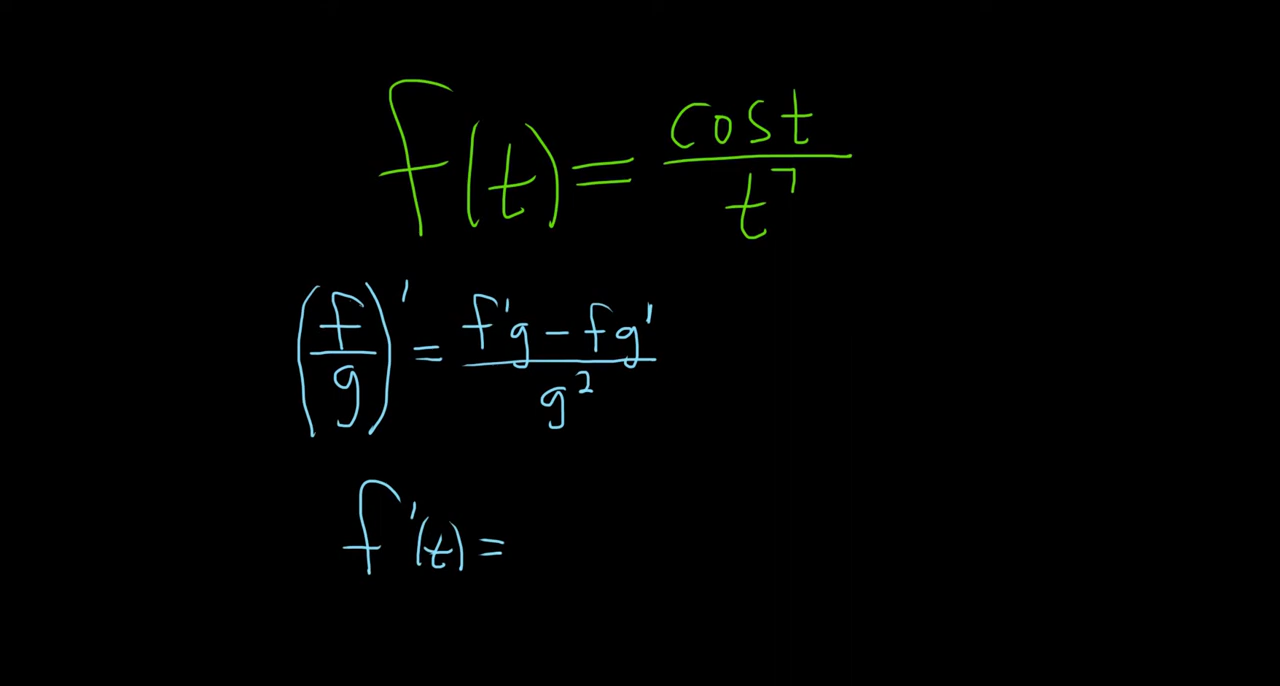 f(t) = cost/t^7
(f/g)' = (f'g - fg')/g^2
f'(t) =